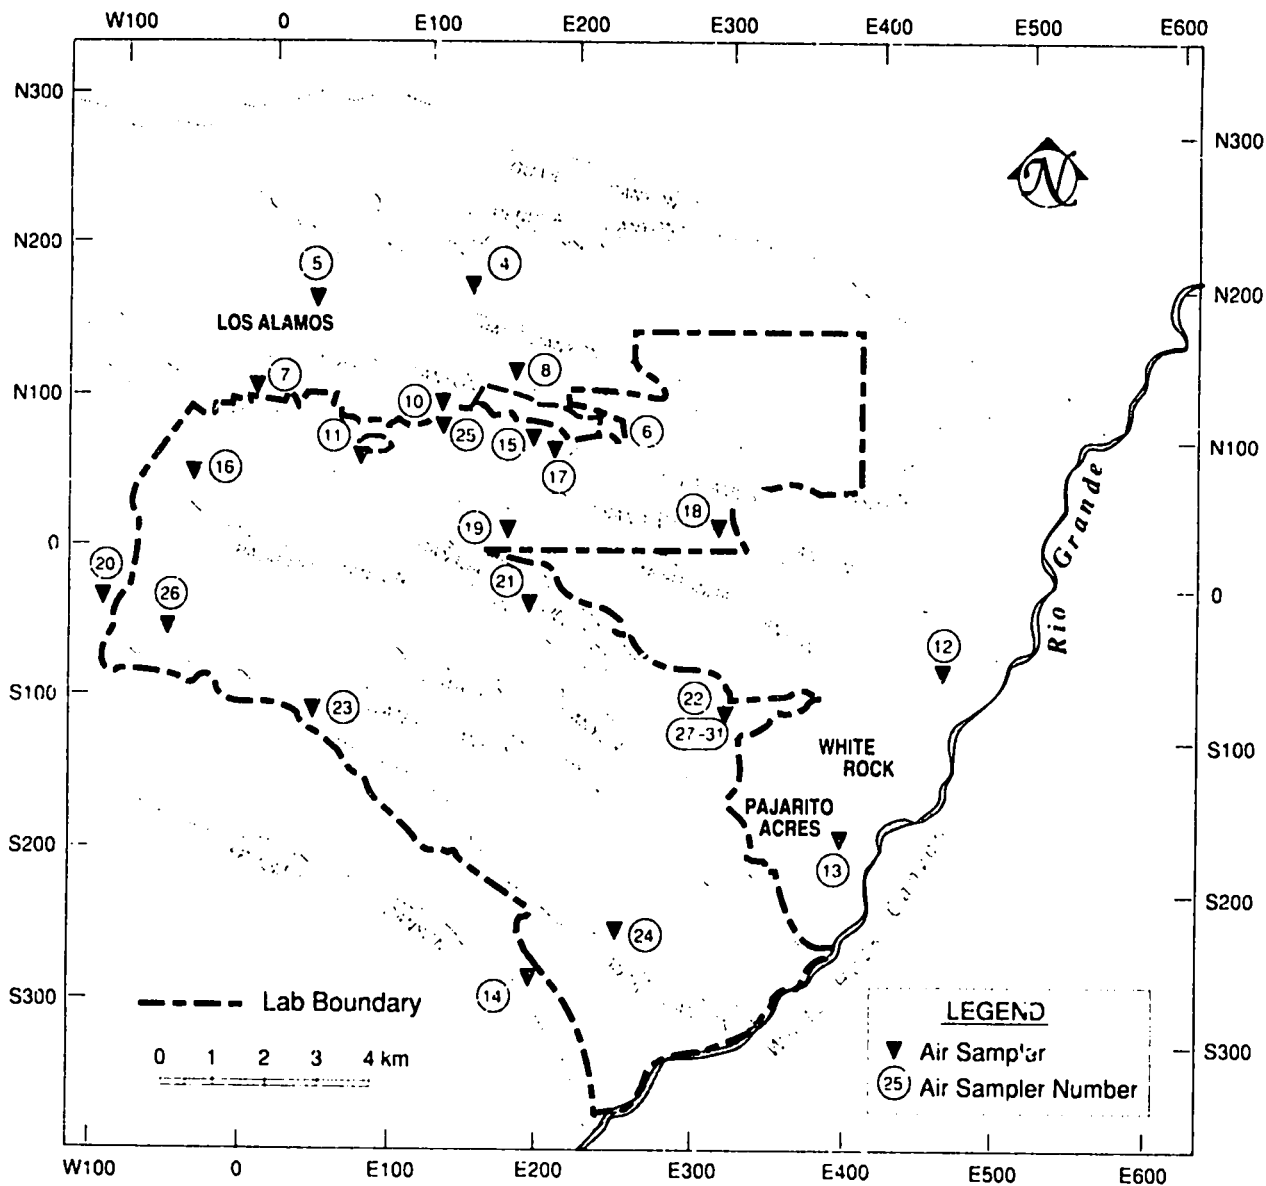 W100 0 E100 E200 E300 E400 E500 E600
N300
N300
N200
5
4
N200
LOS ALAMOS
7
8
N100
10
6
11
25
15
N100
16
17
18
19
0
20
21
26
0
12
Rio Grande
S100
22
23
27-31
WHITE
ROCK
S100
PAJARITO
ACRES
S200
13
S200
24
14
S300
Lab Boundary
LEGEND
Air Sampler
S300
0 1 2 3 4 km
25 Air Sampler Number
W100 0 E100 E200 E300 E400 E500 E600